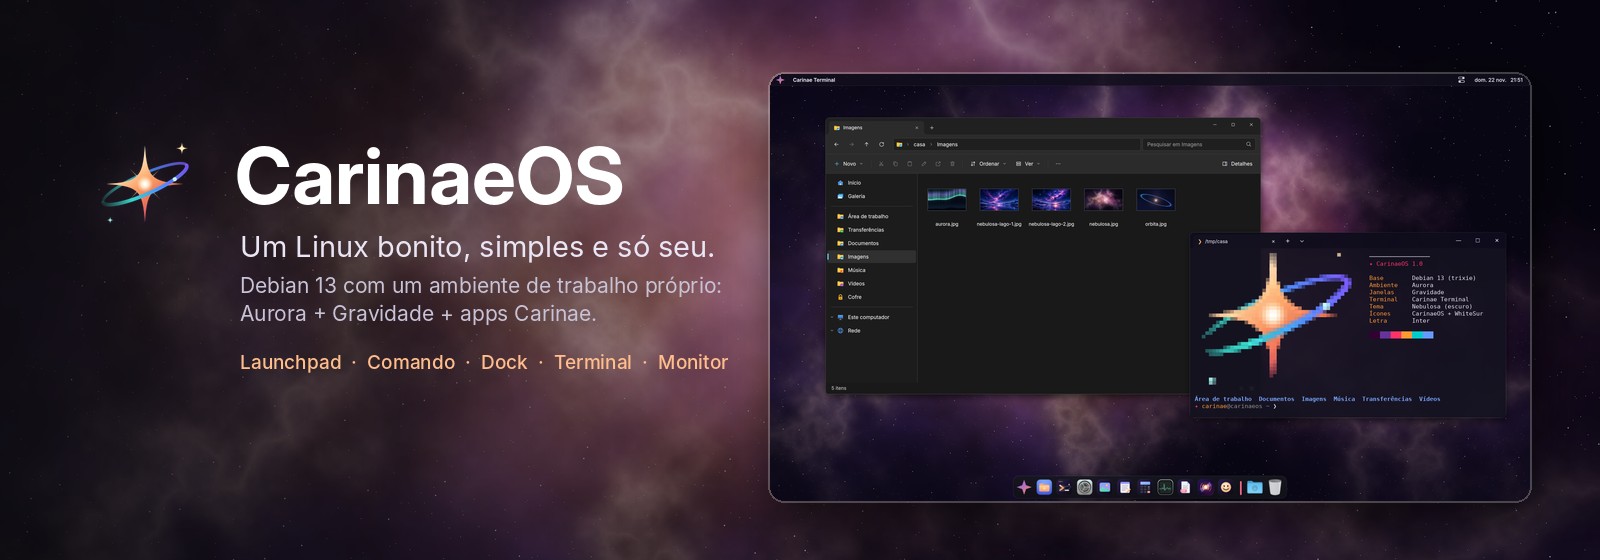 CarinaeOS
Um Linux bonito, simples e só seu.
Debian 13 com um ambiente de trabalho próprio:
Aurora + Gravidade + apps Carinae.
Launchpad · Comando · Dock · Terminal · Monitor
Carinae Terminal
dom. 22 nov. 21:51
Imagens
casa › Imagens
Pesquisar em Imagens
Novo
Ordenar
Ver
Detalhes
Início
Galeria
Área de trabalho
Transferências
Documentos
Imagens
Música
Vídeos
Cofre
Este computador
Rede
aurora.jpg
nebulosa-lago-1.jpg
nebulosa-lago-2.jpg
nebulosa.jpg
orbita.jpg
5 itens
/tmp/casa
CarinaeOS 1.0
Base Debian 13 (trixie)
Ambiente Aurora
Janelas Gravidade
Terminal Carinae Terminal
Tema Nebulosa (escuro)
Ícones CarinaeOS + WhiteSur
Letra Inter
Área de trabalho Documentos Imagens Música Transferências Vídeos
carinae@carinaeos ~ ❯